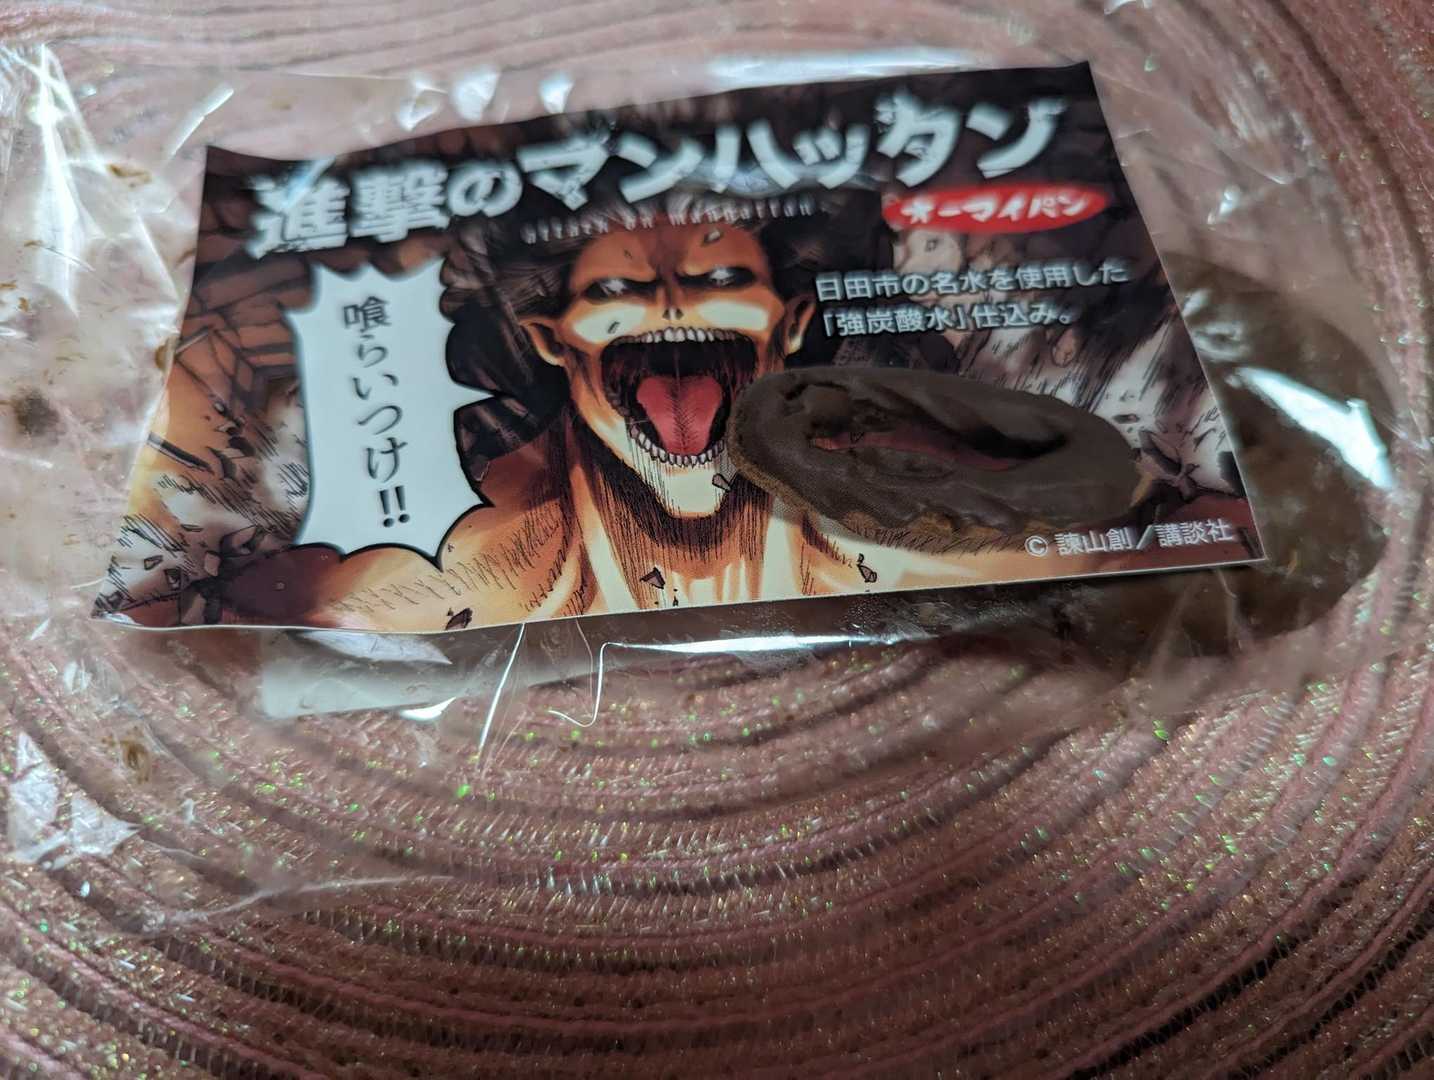 進撃のマンハッタン
attack on manhattan
オーマイパン
日田市の名水を使用した
「強炭酸水」仕込み。
喰らいつけ!!
© 諫山創／講談社